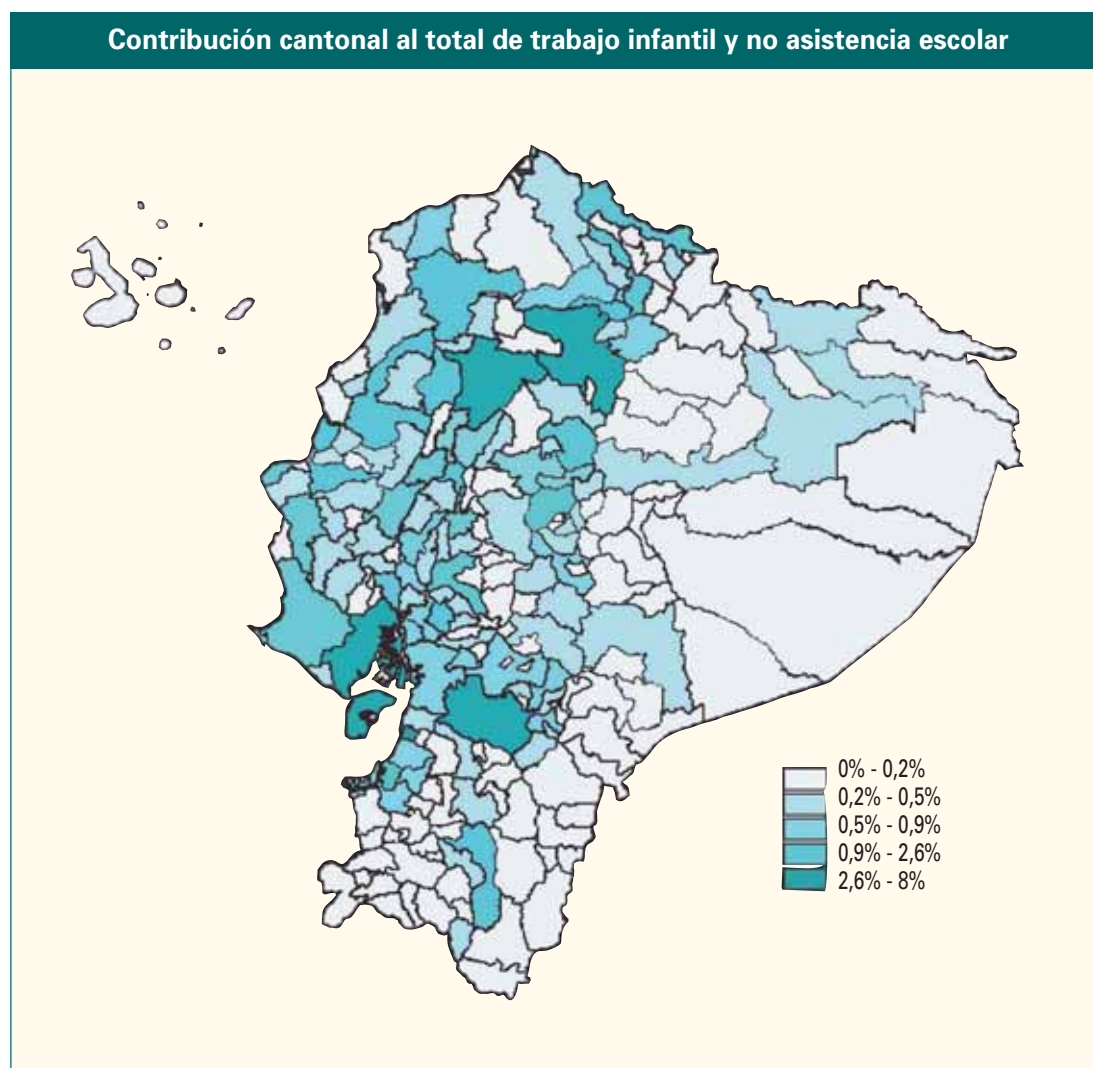 Contribución cantonal al total de trabajo infantil y no asistencia escolar
0% - 0,2%
0,2% - 0,5%
0,5% - 0,9%
0,9% - 2,6%
2,6% - 8%